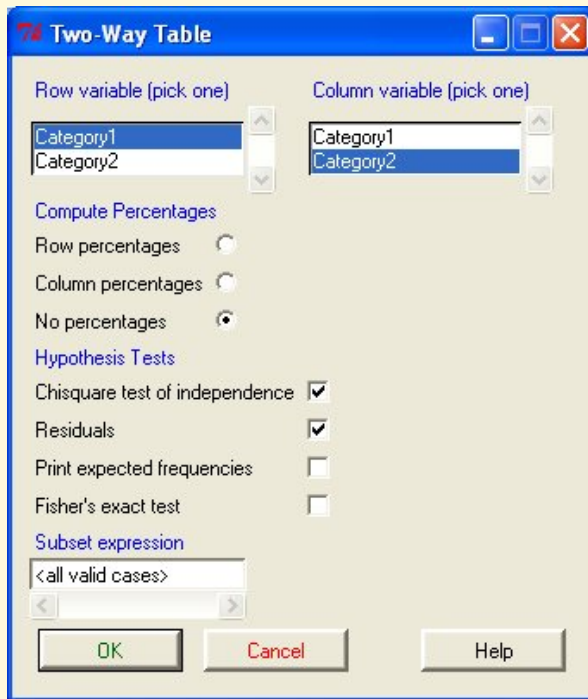 Two-Way Table
Row variable (pick one) Column variable (pick one)
Category1 Category1
Category2 Category2
Compute Percentages
Row percentages
Column percentages
No percentages
Hypothesis Tests
Chisquare test of independence
Residuals
Print expected frequencies
Fisher's exact test
Subset expression
<all valid cases>
OK Cancel Help